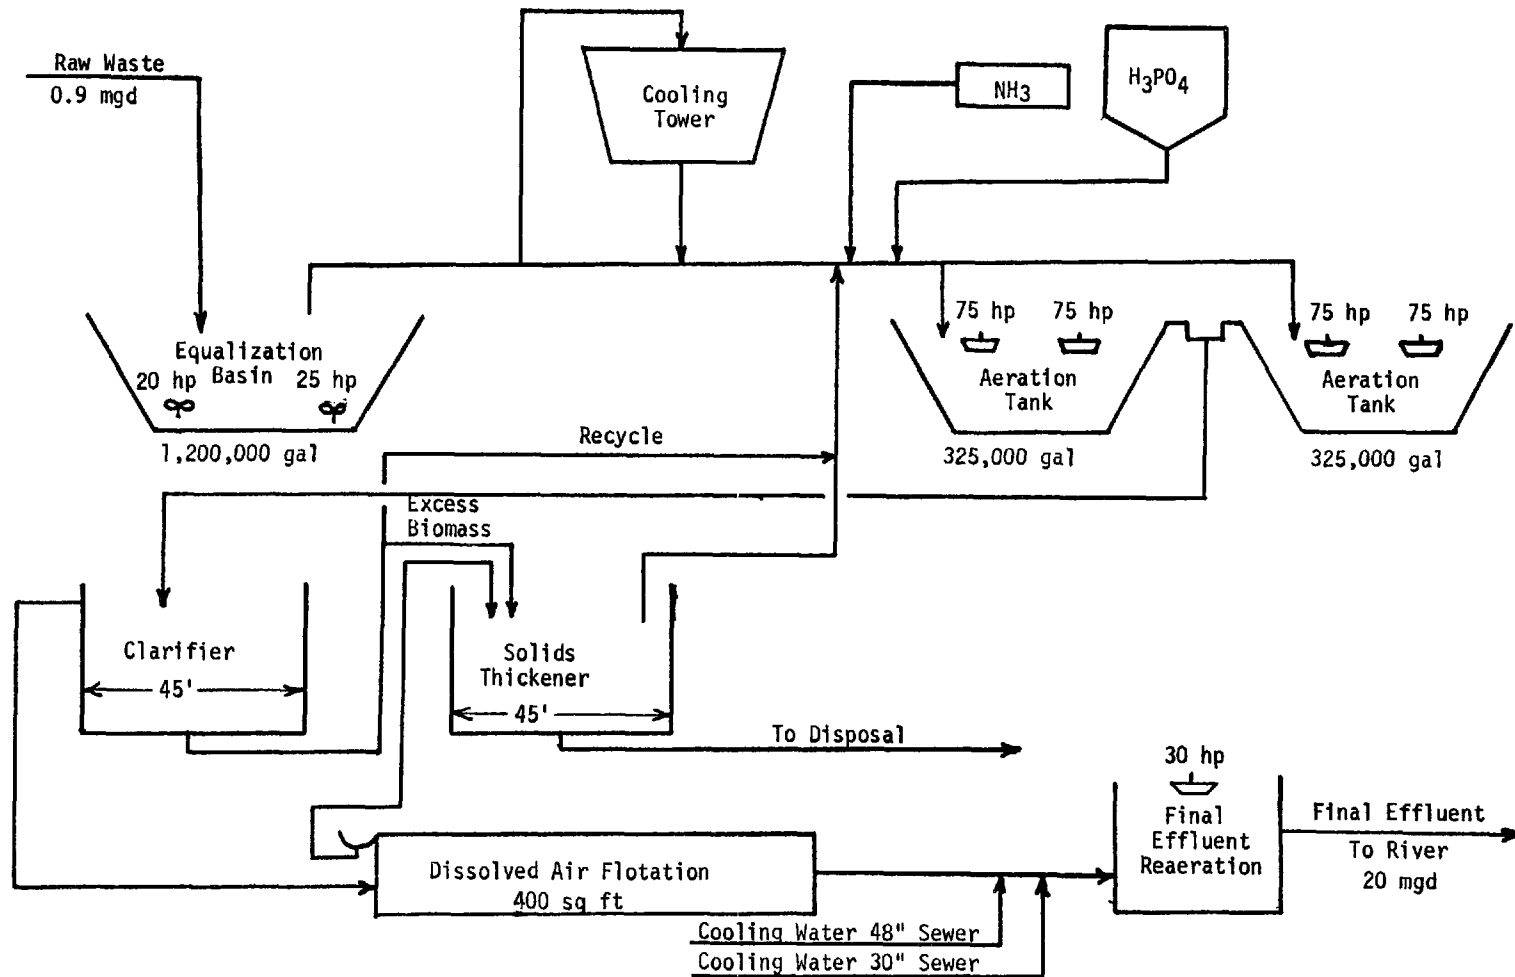 Raw Waste
0.9 mgd
Cooling
Tower
NH3
H3PO4
Equalization
Basin
20 hp
25 hp
1,200,000 gal
75 hp
75 hp
Aeration
Tank
325,000 gal
75 hp
75 hp
Aeration
Tank
325,000 gal
Recycle
Excess
Biomass
Clarifier
45'
Solids
Thickener
45'
To Disposal
30 hp
Final
Effluent
Reaeration
Final Effluent
To River
20 mgd
Dissolved Air Flotation
400 sq ft
Cooling Water 48" Sewer
Cooling Water 30" Sewer